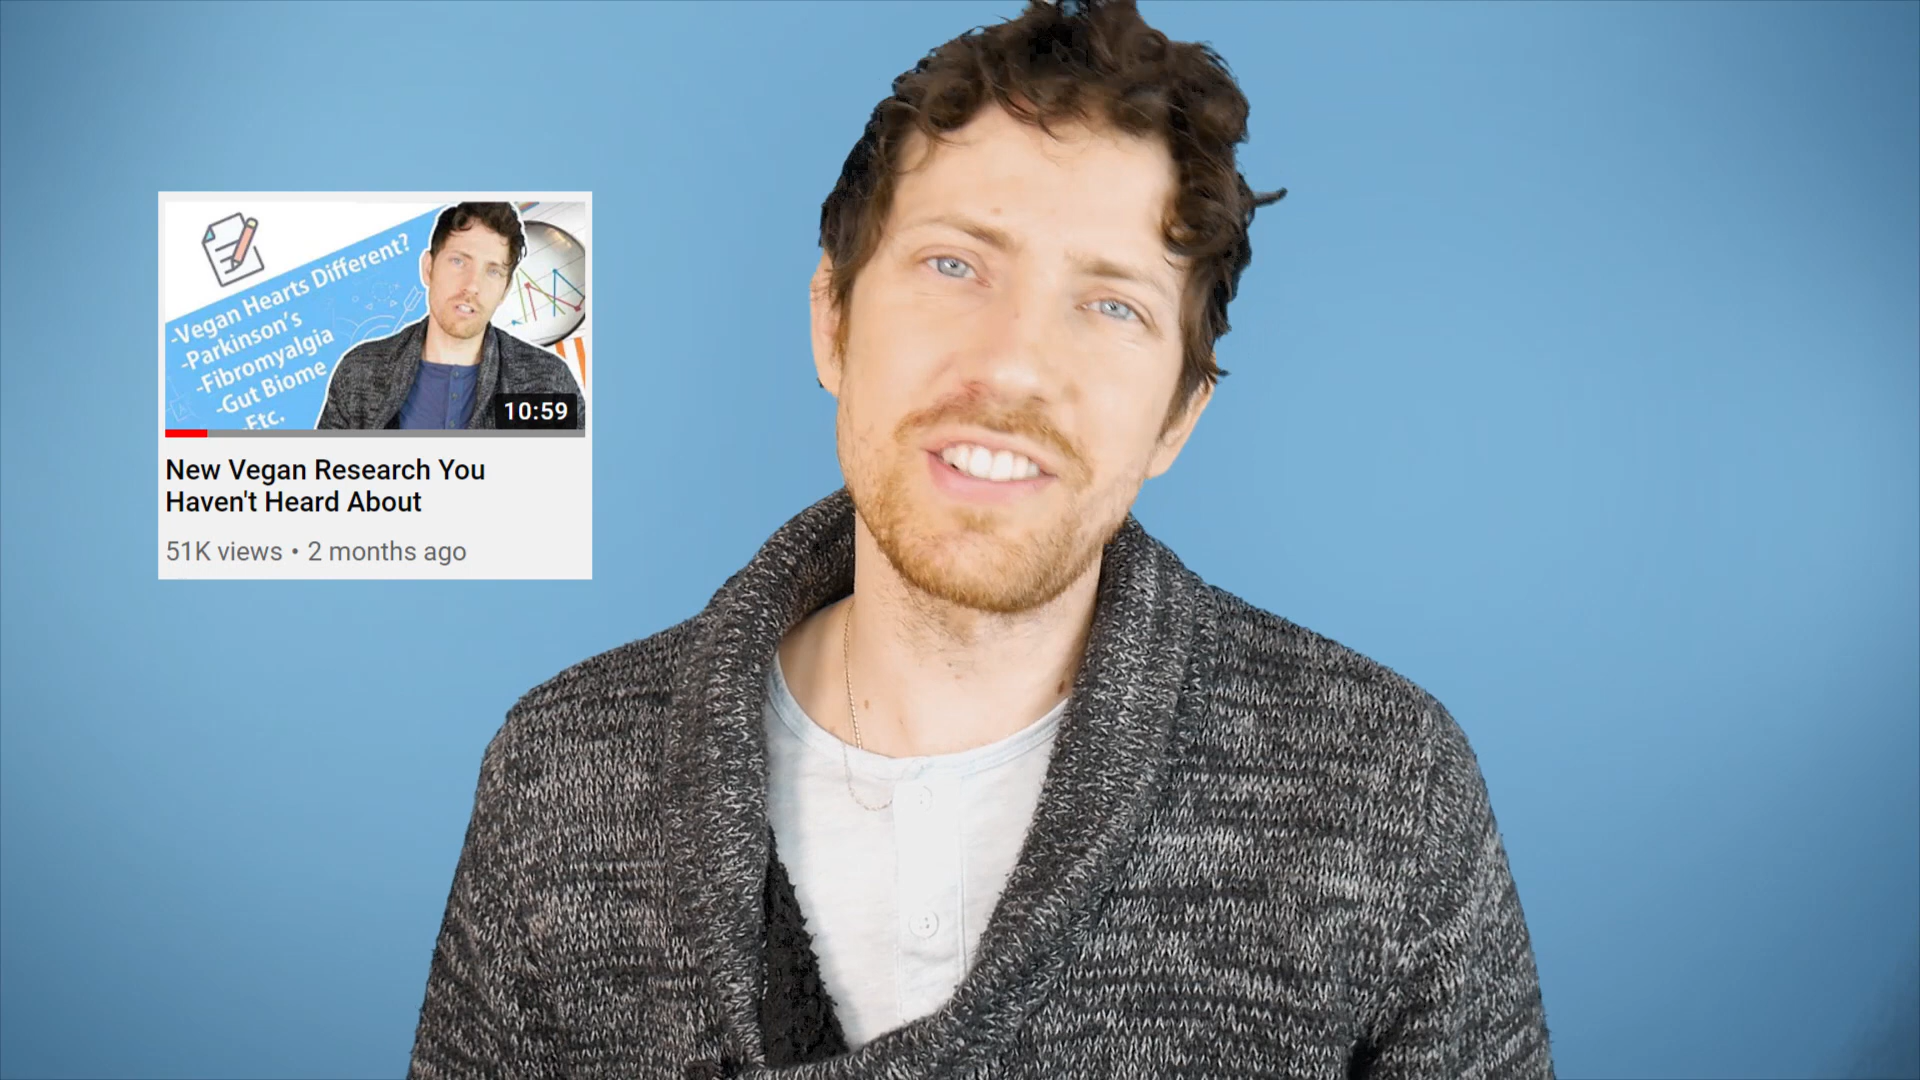 -Vegan Hearts Different?
-Parkinson's
-Fibromyalgia
-Gut Biome
-Etc.
10:59
New Vegan Research You
Haven't Heard About
51K views • 2 months ago